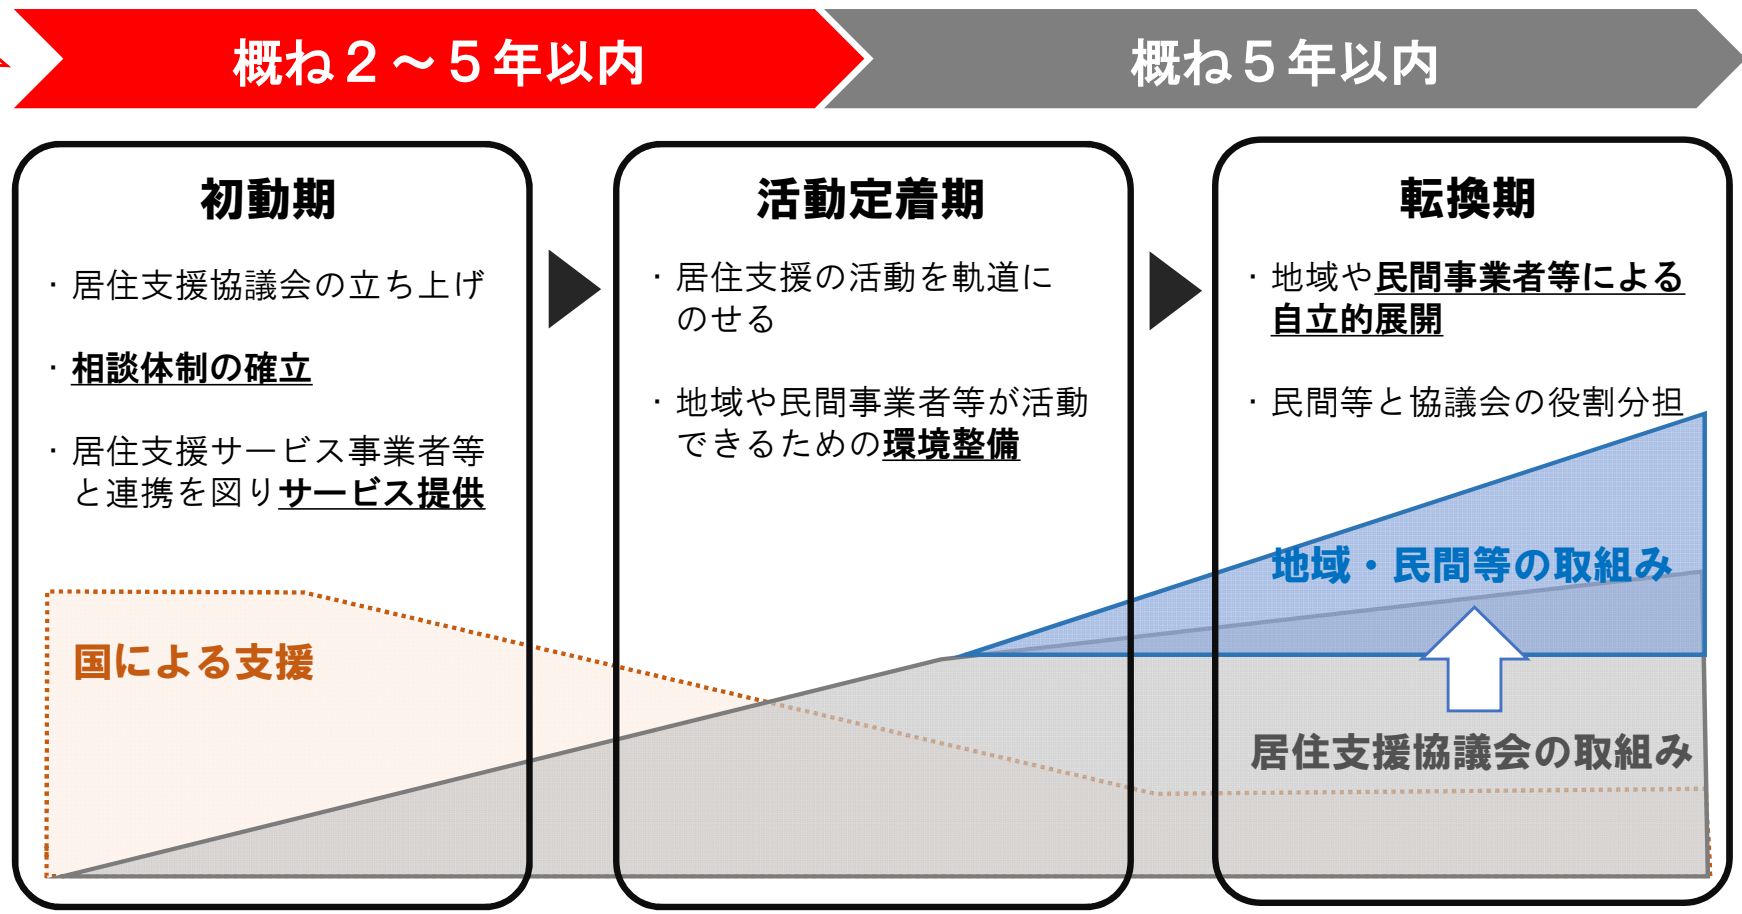 概ね２～５年以内
概ね５年以内
初動期
・居住支援協議会の立ち上げ
・相談体制の確立
・居住支援サービス事業者等
と連携を図りサービス提供
国による支援
活動定着期
・居住支援の活動を軌道に
のせる
・地域や民間事業者等が活動
できるための環境整備
転換期
・地域や民間事業者等による
自立的展開
・民間等と協議会の役割分担
地域・民間等の取組み
居住支援協議会の取組み